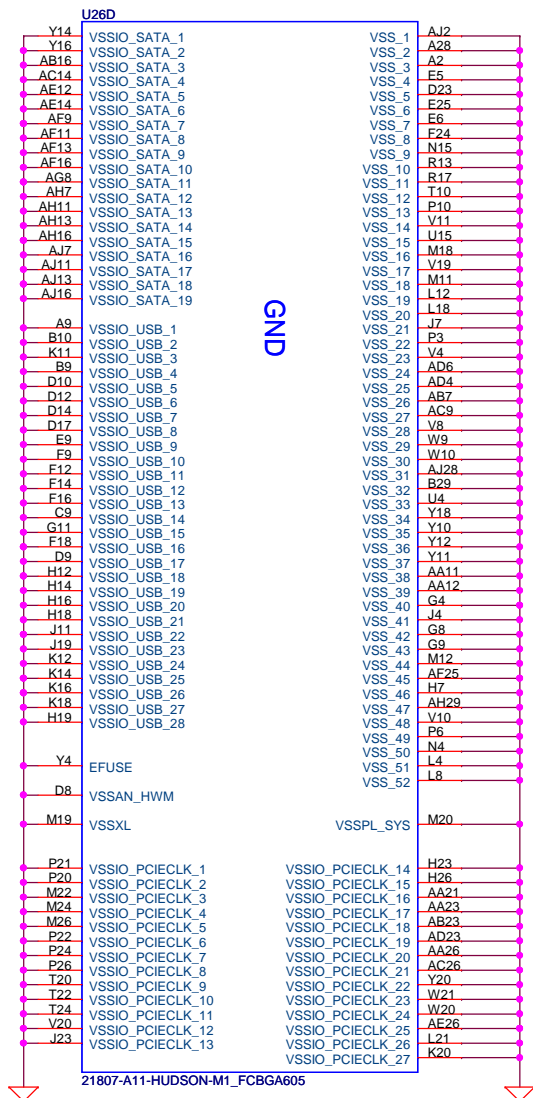 U26D
Y14 VSSIO_SATA_1 VSS_1 AJ2
Y16 VSSIO_SATA_2 VSS_2 A28
AB16 VSSIO_SATA_3 VSS_3 A2
AC14 VSSIO_SATA_4 VSS_4 E5
AE12 VSSIO_SATA_5 VSS_5 D23
AE14 VSSIO_SATA_6 VSS_6 E25
AF9 VSSIO_SATA_7 VSS_7 E6
AF11 VSSIO_SATA_8 VSS_8 F24
AF13 VSSIO_SATA_9 VSS_9 N15
AF16 VSSIO_SATA_10 VSS_10 R13
AG8 VSSIO_SATA_11 VSS_11 R17
AH7 VSSIO_SATA_12 VSS_12 T10
AH11 VSSIO_SATA_13 VSS_13 P10
AH13 VSSIO_SATA_14 VSS_14 V11
AH16 VSSIO_SATA_15 VSS_15 U15
AJ7 VSSIO_SATA_16 VSS_16 M18
AJ11 VSSIO_SATA_17 VSS_17 V19
AJ13 VSSIO_SATA_18 VSS_18 M11
AJ16 VSSIO_SATA_19 VSS_19 L12
VSS_20 L18
GND
A9 VSSIO_USB_1 VSS_21 J7
B10 VSSIO_USB_2 VSS_22 P3
K11 VSSIO_USB_3 VSS_23 V4
B9 VSSIO_USB_4 VSS_24 AD6
D10 VSSIO_USB_5 VSS_25 AD4
D12 VSSIO_USB_6 VSS_26 AB7
D14 VSSIO_USB_7 VSS_27 AC9
D17 VSSIO_USB_8 VSS_28 V8
E9 VSSIO_USB_9 VSS_29 W9
F9 VSSIO_USB_10 VSS_30 W10
F12 VSSIO_USB_11 VSS_31 AJ28
F14 VSSIO_USB_12 VSS_32 B29
F16 VSSIO_USB_13 VSS_33 U4
C9 VSSIO_USB_14 VSS_34 Y18
G11 VSSIO_USB_15 VSS_35 Y10
F18 VSSIO_USB_16 VSS_36 Y12
D9 VSSIO_USB_17 VSS_37 Y11
H12 VSSIO_USB_18 VSS_38 AA11
H14 VSSIO_USB_19 VSS_39 AA12
H16 VSSIO_USB_20 VSS_40 G4
H18 VSSIO_USB_21 VSS_41 J4
J11 VSSIO_USB_22 VSS_42 G8
J19 VSSIO_USB_23 VSS_43 G9
K12 VSSIO_USB_24 VSS_44 M12
K14 VSSIO_USB_25 VSS_45 AF25
K16 VSSIO_USB_26 VSS_46 H7
K18 VSSIO_USB_27 VSS_47 AH29
H19 VSSIO_USB_28 VSS_48 V10
VSS_49 P6
VSS_50 N4
Y4 EFUSE VSS_51 L4
VSS_52 L8
D8 VSSAN_HWM
M19 VSSXL VSSPL_SYS M20
P21 VSSIO_PCIECLK_1 VSSIO_PCIECLK_14 H23
P20 VSSIO_PCIECLK_2 VSSIO_PCIECLK_15 H26
M22 VSSIO_PCIECLK_3 VSSIO_PCIECLK_16 AA21
M24 VSSIO_PCIECLK_4 VSSIO_PCIECLK_17 AA23
M26 VSSIO_PCIECLK_5 VSSIO_PCIECLK_18 AB23
P22 VSSIO_PCIECLK_6 VSSIO_PCIECLK_19 AD23
P24 VSSIO_PCIECLK_7 VSSIO_PCIECLK_20 AA26
P26 VSSIO_PCIECLK_8 VSSIO_PCIECLK_21 AC26
T20 VSSIO_PCIECLK_9 VSSIO_PCIECLK_22 Y20
T22 VSSIO_PCIECLK_10 VSSIO_PCIECLK_23 W21
T24 VSSIO_PCIECLK_11 VSSIO_PCIECLK_24 W20
V20 VSSIO_PCIECLK_12 VSSIO_PCIECLK_25 AE26
J23 VSSIO_PCIECLK_13 VSSIO_PCIECLK_26 L21
VSSIO_PCIECLK_27 K20
21807-A11-HUDSON-M1_FCBGA605